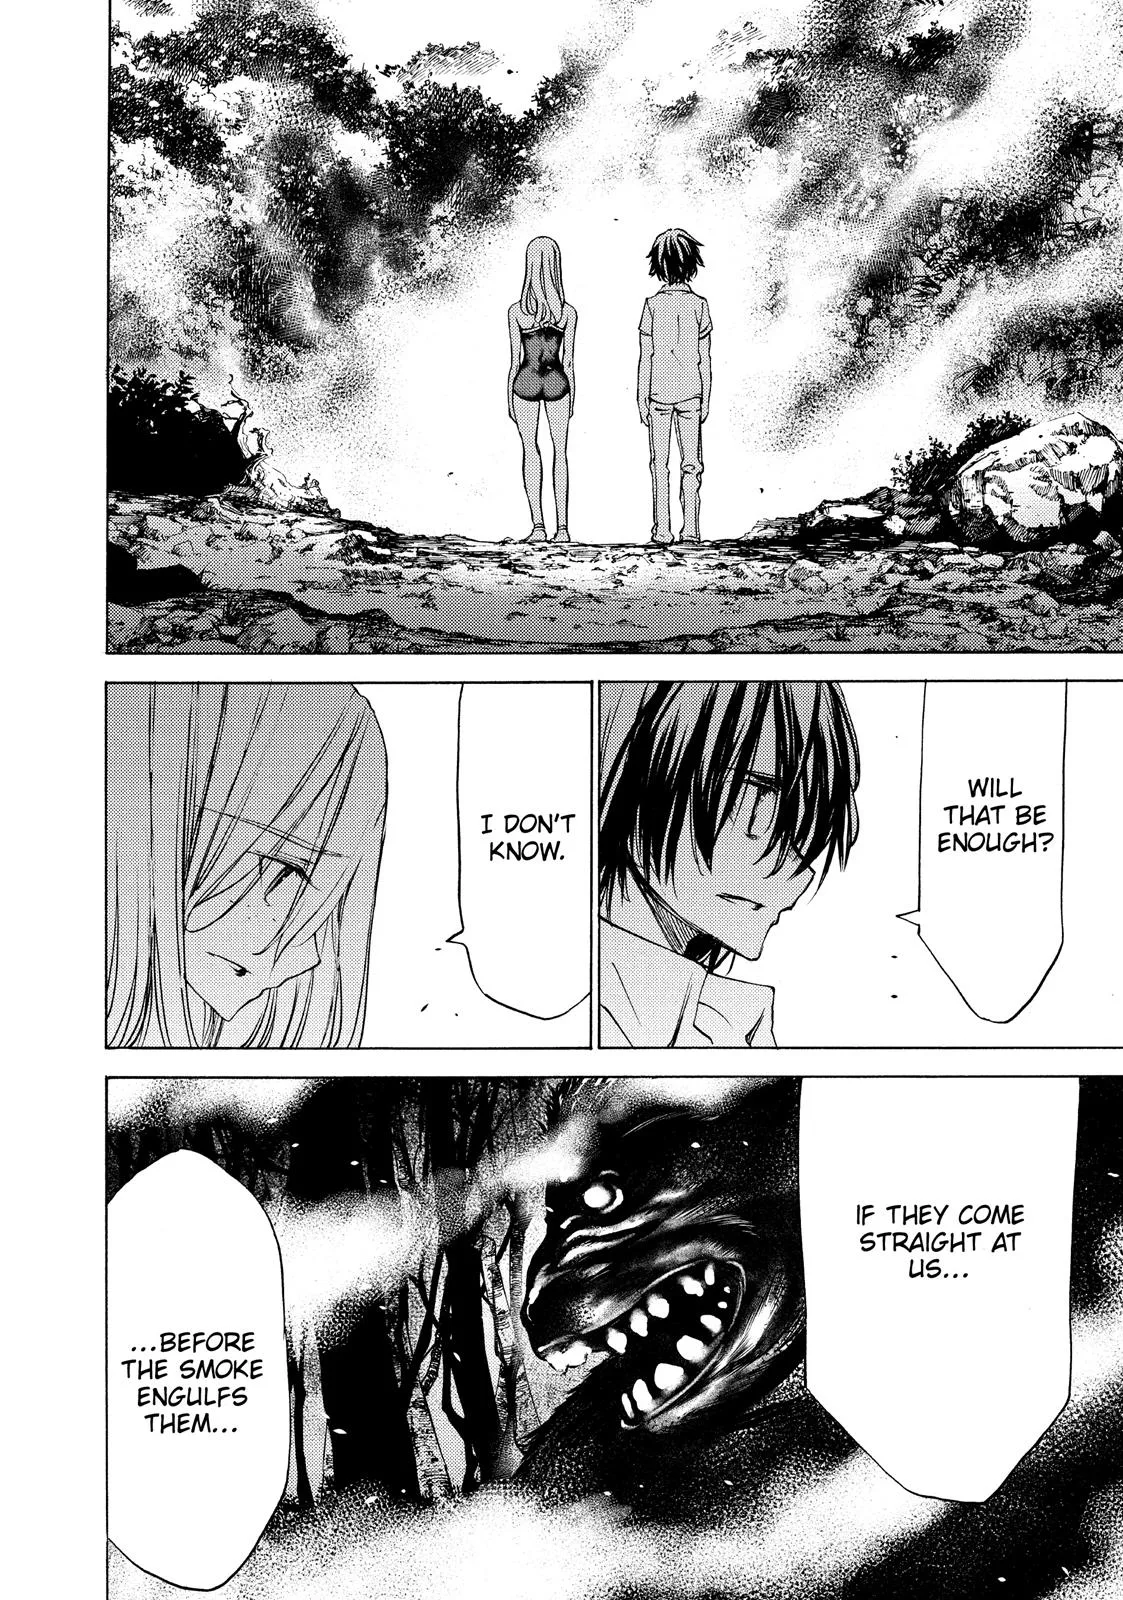 WILL
THAT BE
ENOUGH?
I DON'T
KNOW.
IF THEY COME
STRAIGHT AT
US...
...BEFORE
THE SMOKE
ENGULFS
THEM...